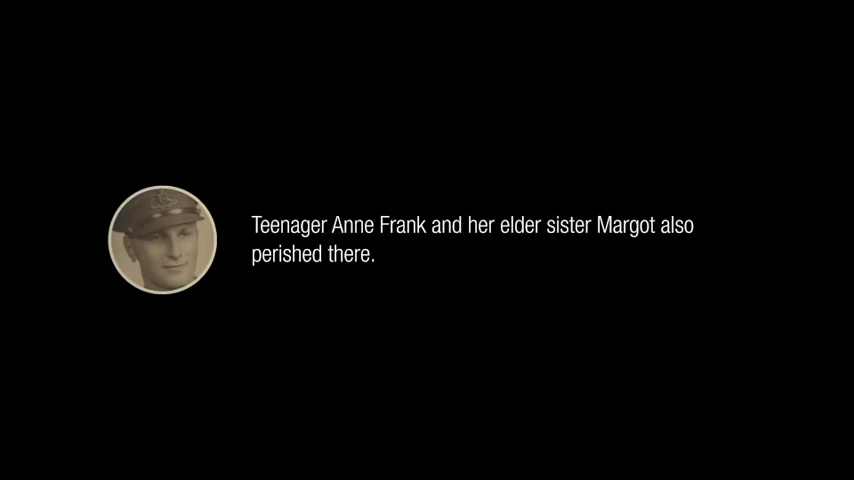 Teenager Anne Frank and her elder sister Margot also
perished there.